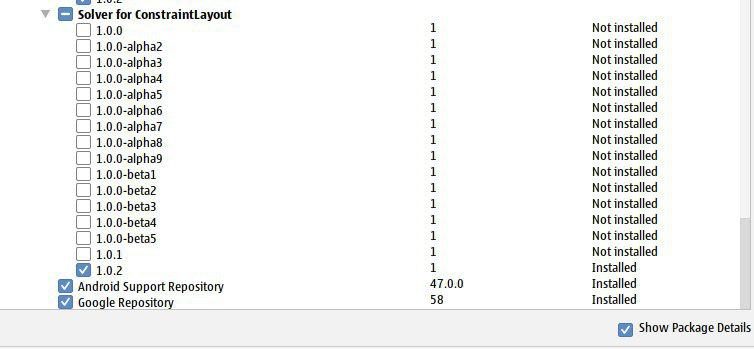 1.0.2
Solver for ConstraintLayout
1.0.0 1 Not installed
1.0.0-alpha2 1 Not installed
1.0.0-alpha3 1 Not installed
1.0.0-alpha4 1 Not installed
1.0.0-alpha5 1 Not installed
1.0.0-alpha6 1 Not installed
1.0.0-alpha7 1 Not installed
1.0.0-alpha8 1 Not installed
1.0.0-alpha9 1 Not installed
1.0.0-beta1 1 Not installed
1.0.0-beta2 1 Not installed
1.0.0-beta3 1 Not installed
1.0.0-beta4 1 Not installed
1.0.0-beta5 1 Not installed
1.0.1 1 Not installed
1.0.2 1 Installed
Android Support Repository 47.0.0 Installed
Google Repository 58 Installed
Show Package Details